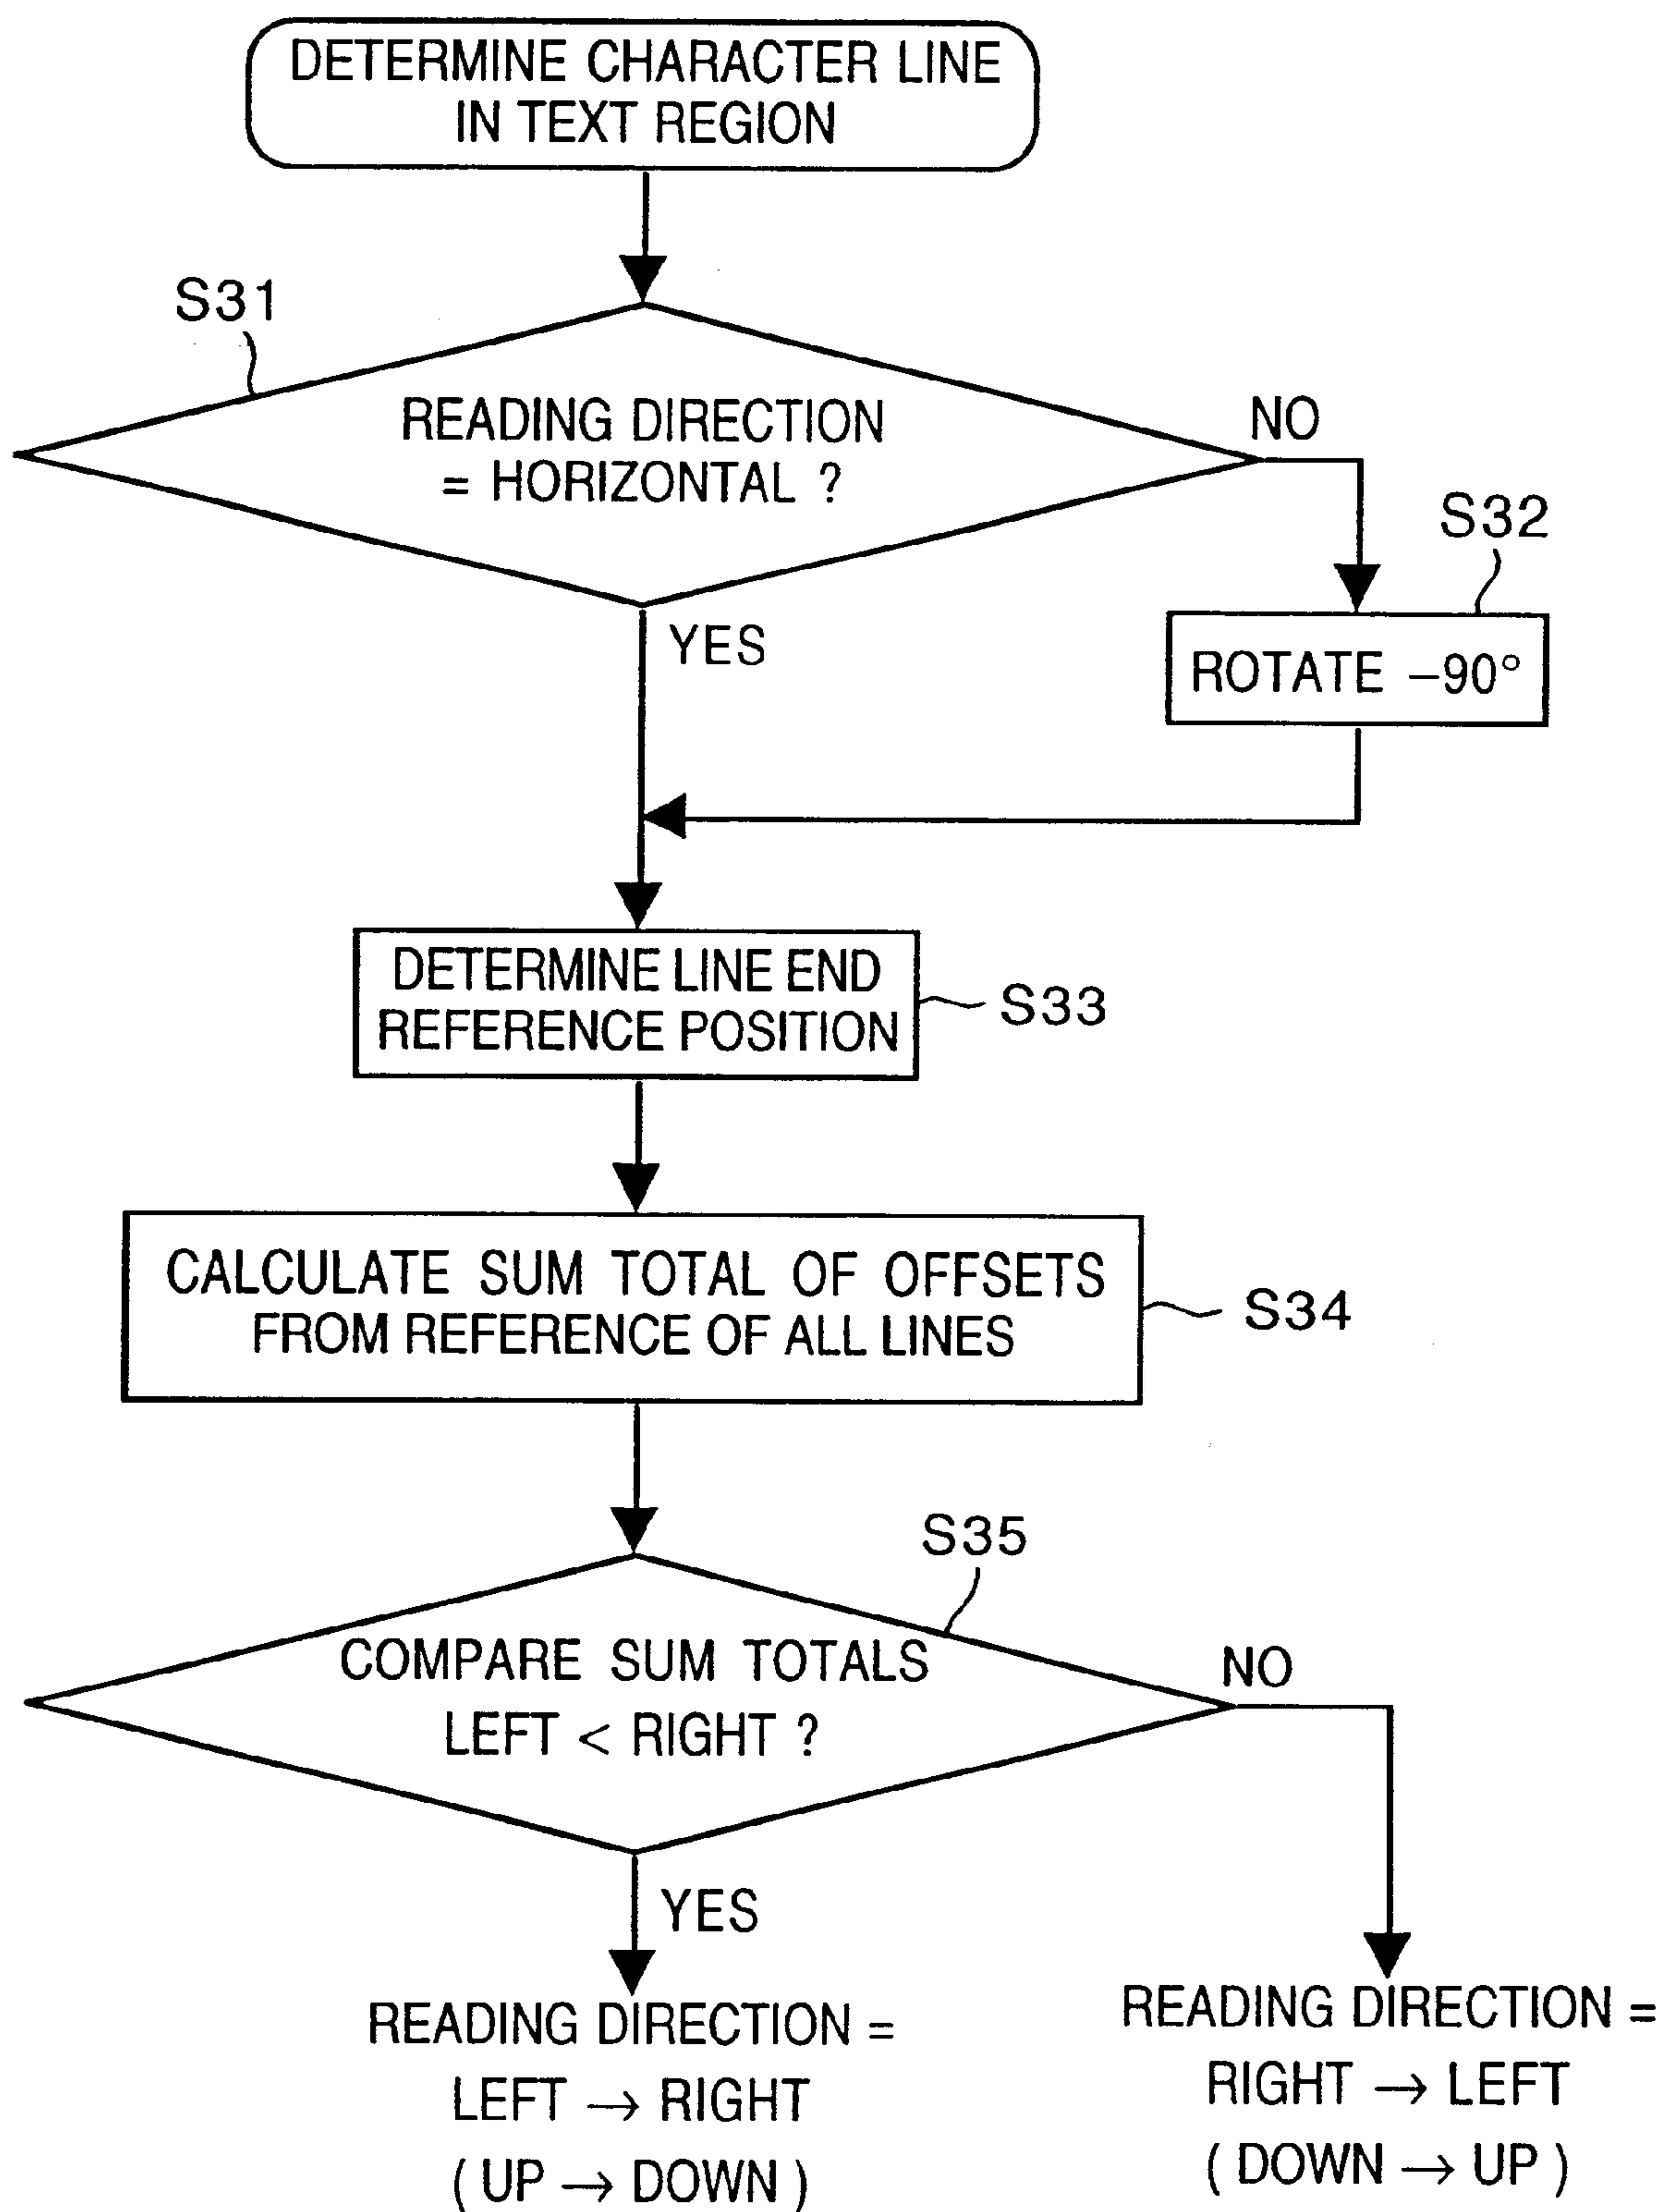 DETERMINE CHARACTER LINE
IN TEXT REGION
S31
READING DIRECTION
= HORIZONTAL ?
NO
S32
YES
ROTATE –90°
DETERMINE LINE END
REFERENCE POSITION
S33
CALCULATE SUM TOTAL OF OFFSETS
FROM REFERENCE OF ALL LINES
S34
S35
COMPARE SUM TOTALS
LEFT < RIGHT ?
NO
YES
READING DIRECTION =
LEFT → RIGHT
( UP → DOWN )
READING DIRECTION =
RIGHT → LEFT
( DOWN → UP )